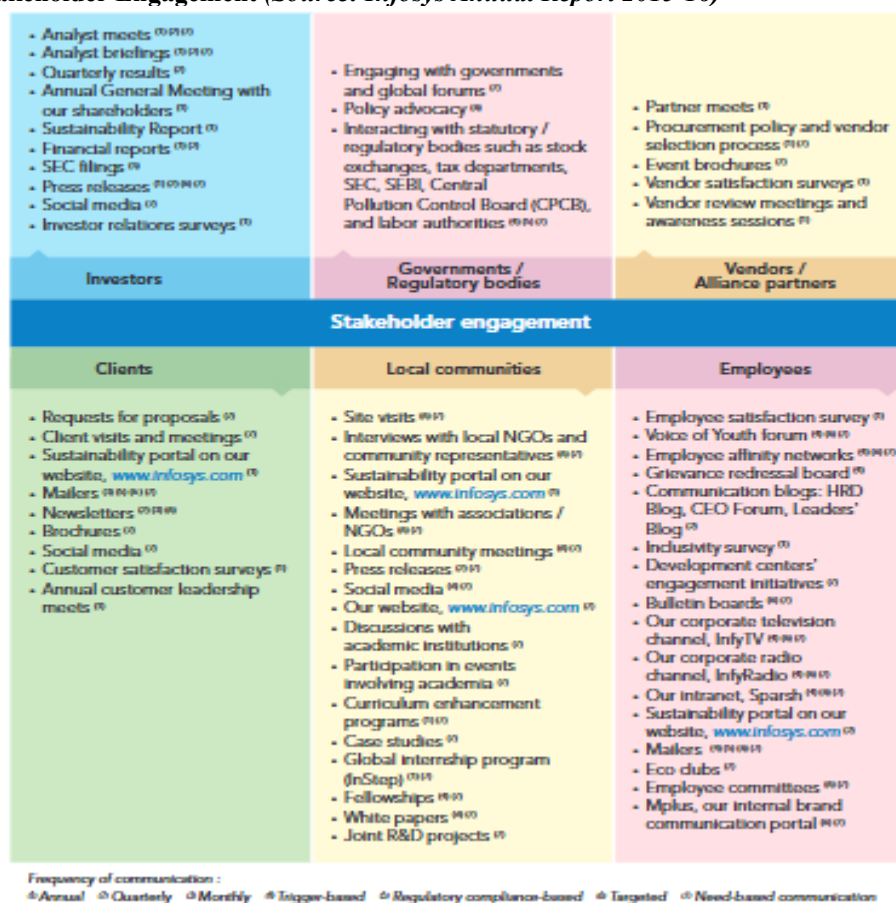 keholder Engagement (Source: Infosys Annual Report 2015-16)
- Analyst meets
- Analyst briefings
- Quarterly results
- Annual General Meeting with
our shareholders
- Sustainability Report
- Financial reports
- SEC filings
- Press releases
- Social media
- Investor relations surveys
Investors
- Engaging with governments
and global forums
- Policy advocacy
- Interacting with statutory /
regulatory bodies such as stock
exchanges, tax departments,
SEC, SEBI, Central
Pollution Control Board (CPCB),
and labor authorities
Governments /
Regulatory bodies
- Partner meets
- Procurement policy and vendor
selection process
- Event brochures
- Vendor satisfaction surveys
- Vendor review meetings and
awareness sessions
Vendors /
Alliance partners
Stakeholder engagement
Clients
- Requests for proposals
- Client visits and meetings
- Sustainability portal on our
website, www.infosys.com
- Mailers
- Newsletters
- Brochures
- Social media
- Customer satisfaction surveys
- Annual customer leadership
meets
Local communities
- Site visits
- Interviews with local NGOs and
community representatives
- Sustainability portal on our
website, www.infosys.com
- Meetings with associations /
NGOs
- Local community meetings
- Press releases
- Social media
- Our website, www.infosys.com
- Discussions with
academic institutions
- Participation in events
involving academia
- Curriculum enhancement
programs
- Case studies
- Global internship program
(InStep)
- Fellowships
- White papers
- Joint R&D projects
Employees
- Employee satisfaction survey
- Voice of Youth forum
- Employee affinity networks
- Grievance redressal board
- Communication blogs: HRD
Blog, CEO Forum, Leaders'
Blog
- Inclusivity survey
- Development centers'
engagement initiatives
- Bulletin boards
- Our corporate television
channel, InfyTV
- Our corporate radio
channel, InfyRadio
- Our intranet, Sparsh
- Sustainability portal on our
website, www.infosys.com
- Mailers
- Eco clubs
- Employee committees
- Mplus, our internal brand
communication portal
Frequency of communication :
Annual Quarterly Monthly Trigger-based Regulatory compliance-based Targeted Need-based communication